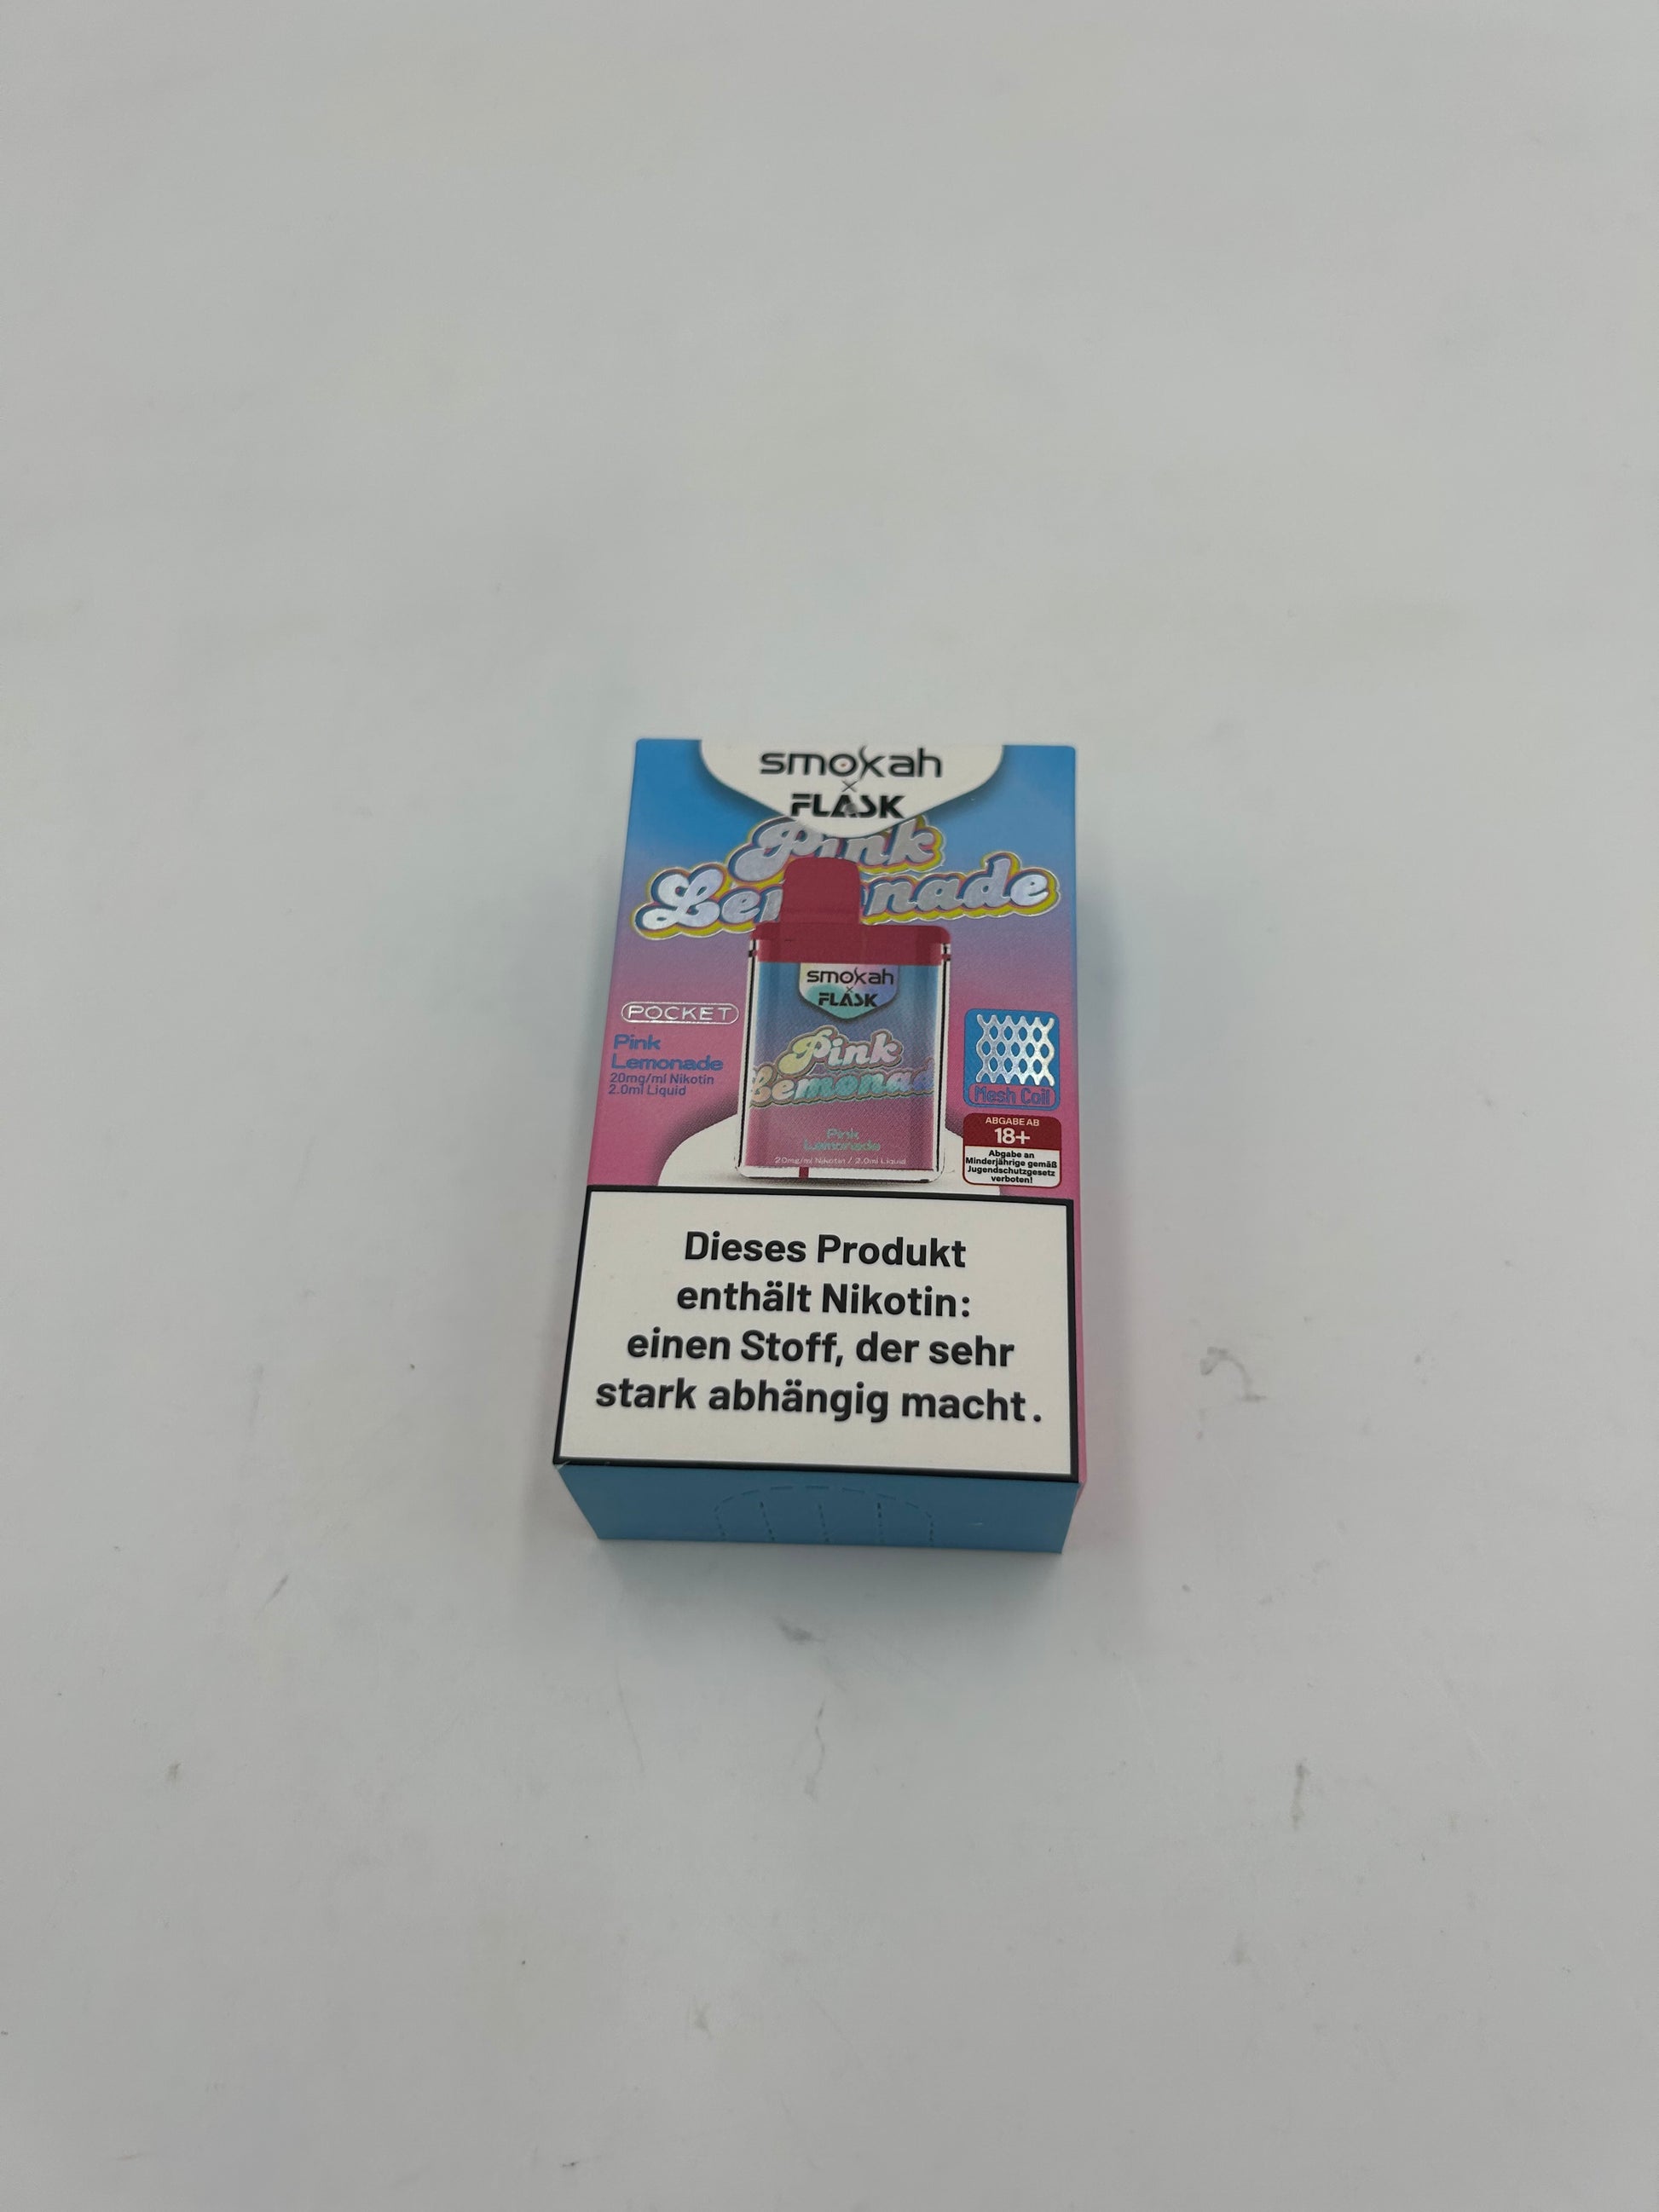 smokah
×
FLASK
Pink
Lemonade
smokah
×
FLASK
POCKET
Pink
Lemonade
20mg/ml Nikotin
2.0ml Liquid
Pink
Lemonad
Pink
Lemonade
20mg/ml Nikotin / 2.0ml Liquid
Mesh Coil
ABGABE AB
18+
Abgabe an
Minderjährige gemäß
Jugendschutzgesetz
verboten!
Dieses Produkt
enthält Nikotin:
einen Stoff, der sehr
stark abhängig macht.